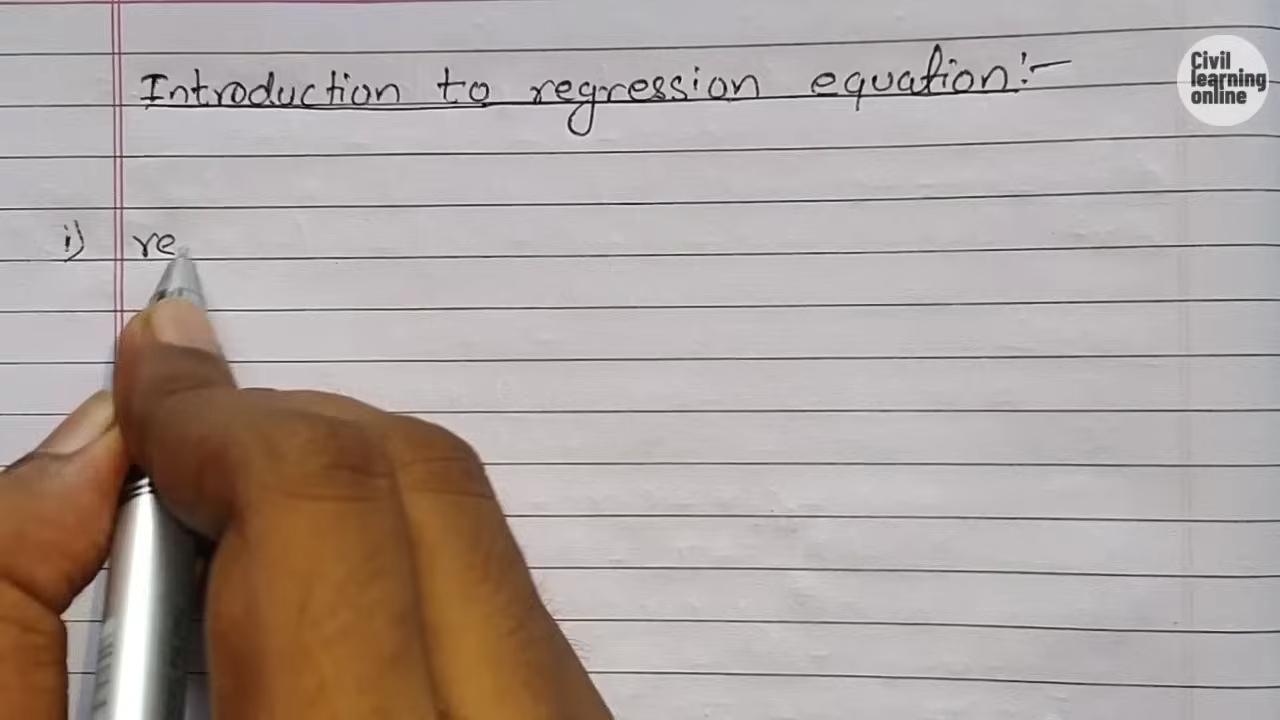 Introduction to regression equation:-
i) re
Civil
learning
online